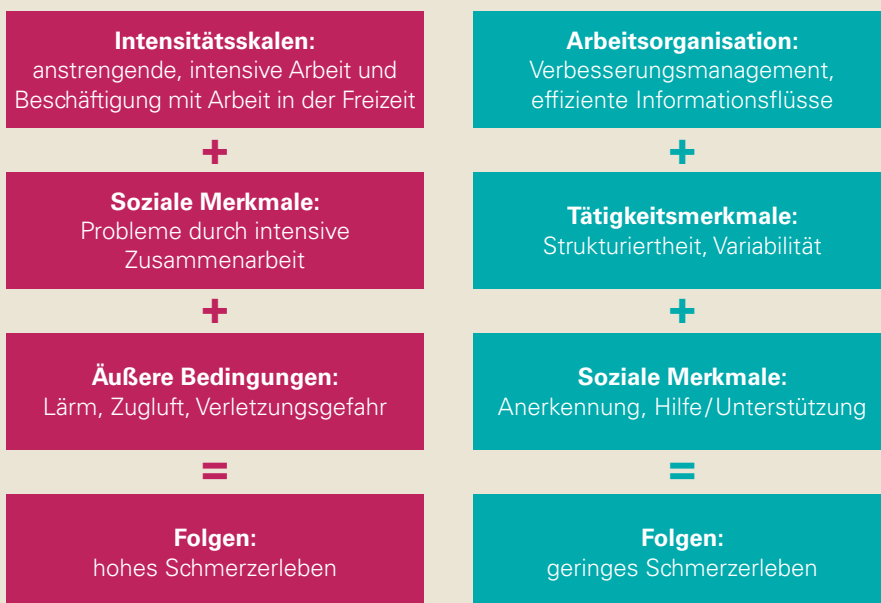 Intensitätsskalen:
anstrengende, intensive Arbeit und
Beschäftigung mit Arbeit in der Freizeit
+
Soziale Merkmale:
Probleme durch intensive
Zusammenarbeit
+
Äußere Bedingungen:
Lärm, Zugluft, Verletzungsgefahr
=
Folgen:
hohes Schmerzerleben
Arbeitsorganisation:
Verbesserungsmanagement,
effiziente Informationsflüsse
+
Tätigkeitsmerkmale:
Strukturiertheit, Variabilität
+
Soziale Merkmale:
Anerkennung, Hilfe/Unterstützung
=
Folgen:
geringes Schmerzerleben